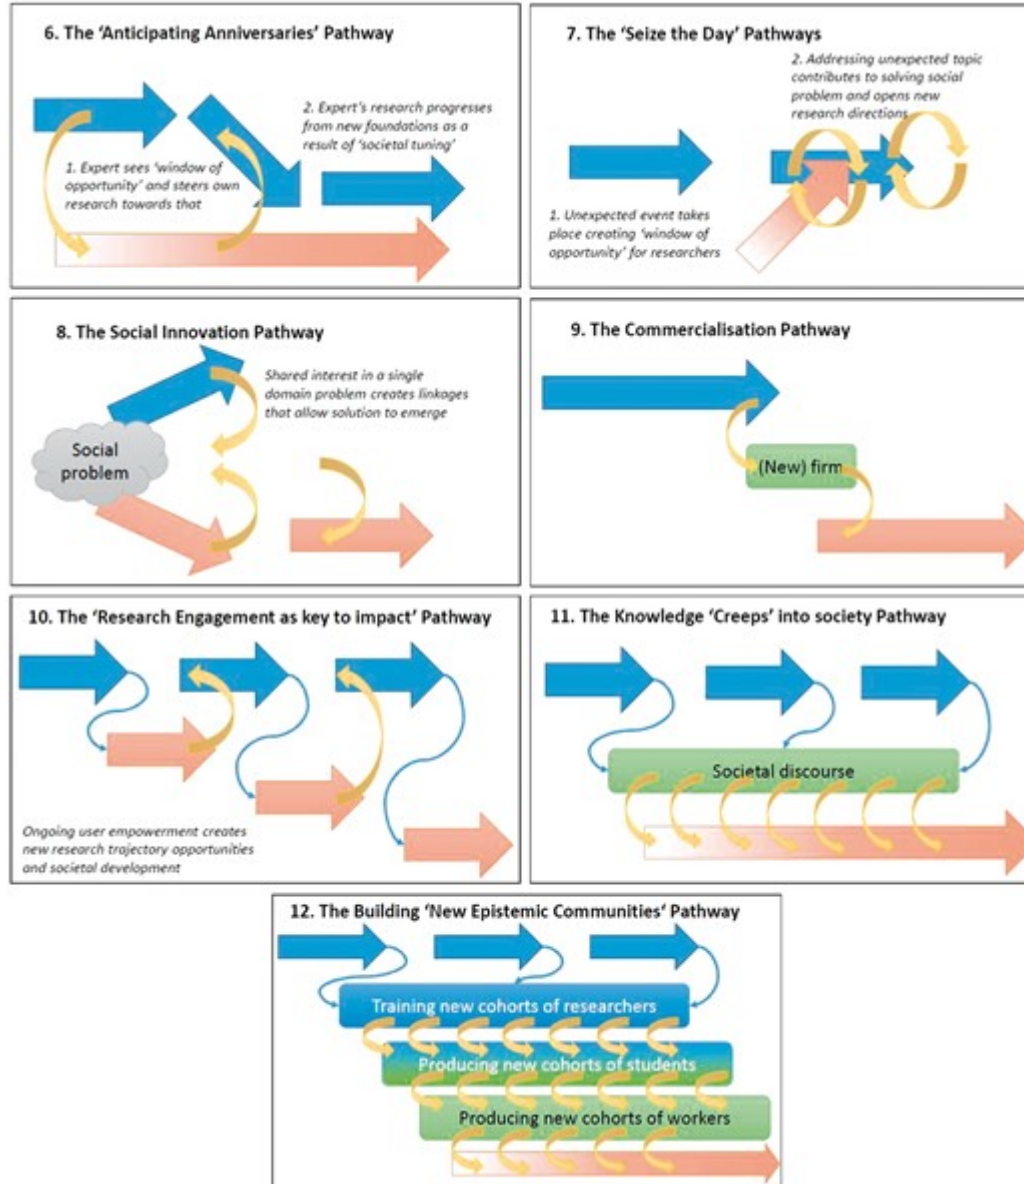 6. The ‘Anticipating Anniversaries’ Pathway
2. Expert's research progresses
from new foundations as a
result of ‘societal tuning’
1. Expert sees ‘window of
opportunity’ and steers own
research towards that
7. The ‘Seize the Day’ Pathways
2. Addressing unexpected topic
contributes to solving social
problem and opens new
research directions
1. Unexpected event takes
place creating ‘window of
opportunity’ for researchers
8. The Social Innovation Pathway
Shared interest in a single
domain problem creates linkages
that allow solution to emerge
Social
problem
9. The Commercialisation Pathway
(New) firm
10. The ‘Research Engagement as key to impact’ Pathway
Ongoing user empowerment creates
new research trajectory opportunities
and societal development
11. The Knowledge ‘Creeps’ into society Pathway
Societal discourse
12. The Building ‘New Epistemic Communities‘ Pathway
Training new cohorts of researchers
Producing new cohorts of students
Producing new cohorts of workers